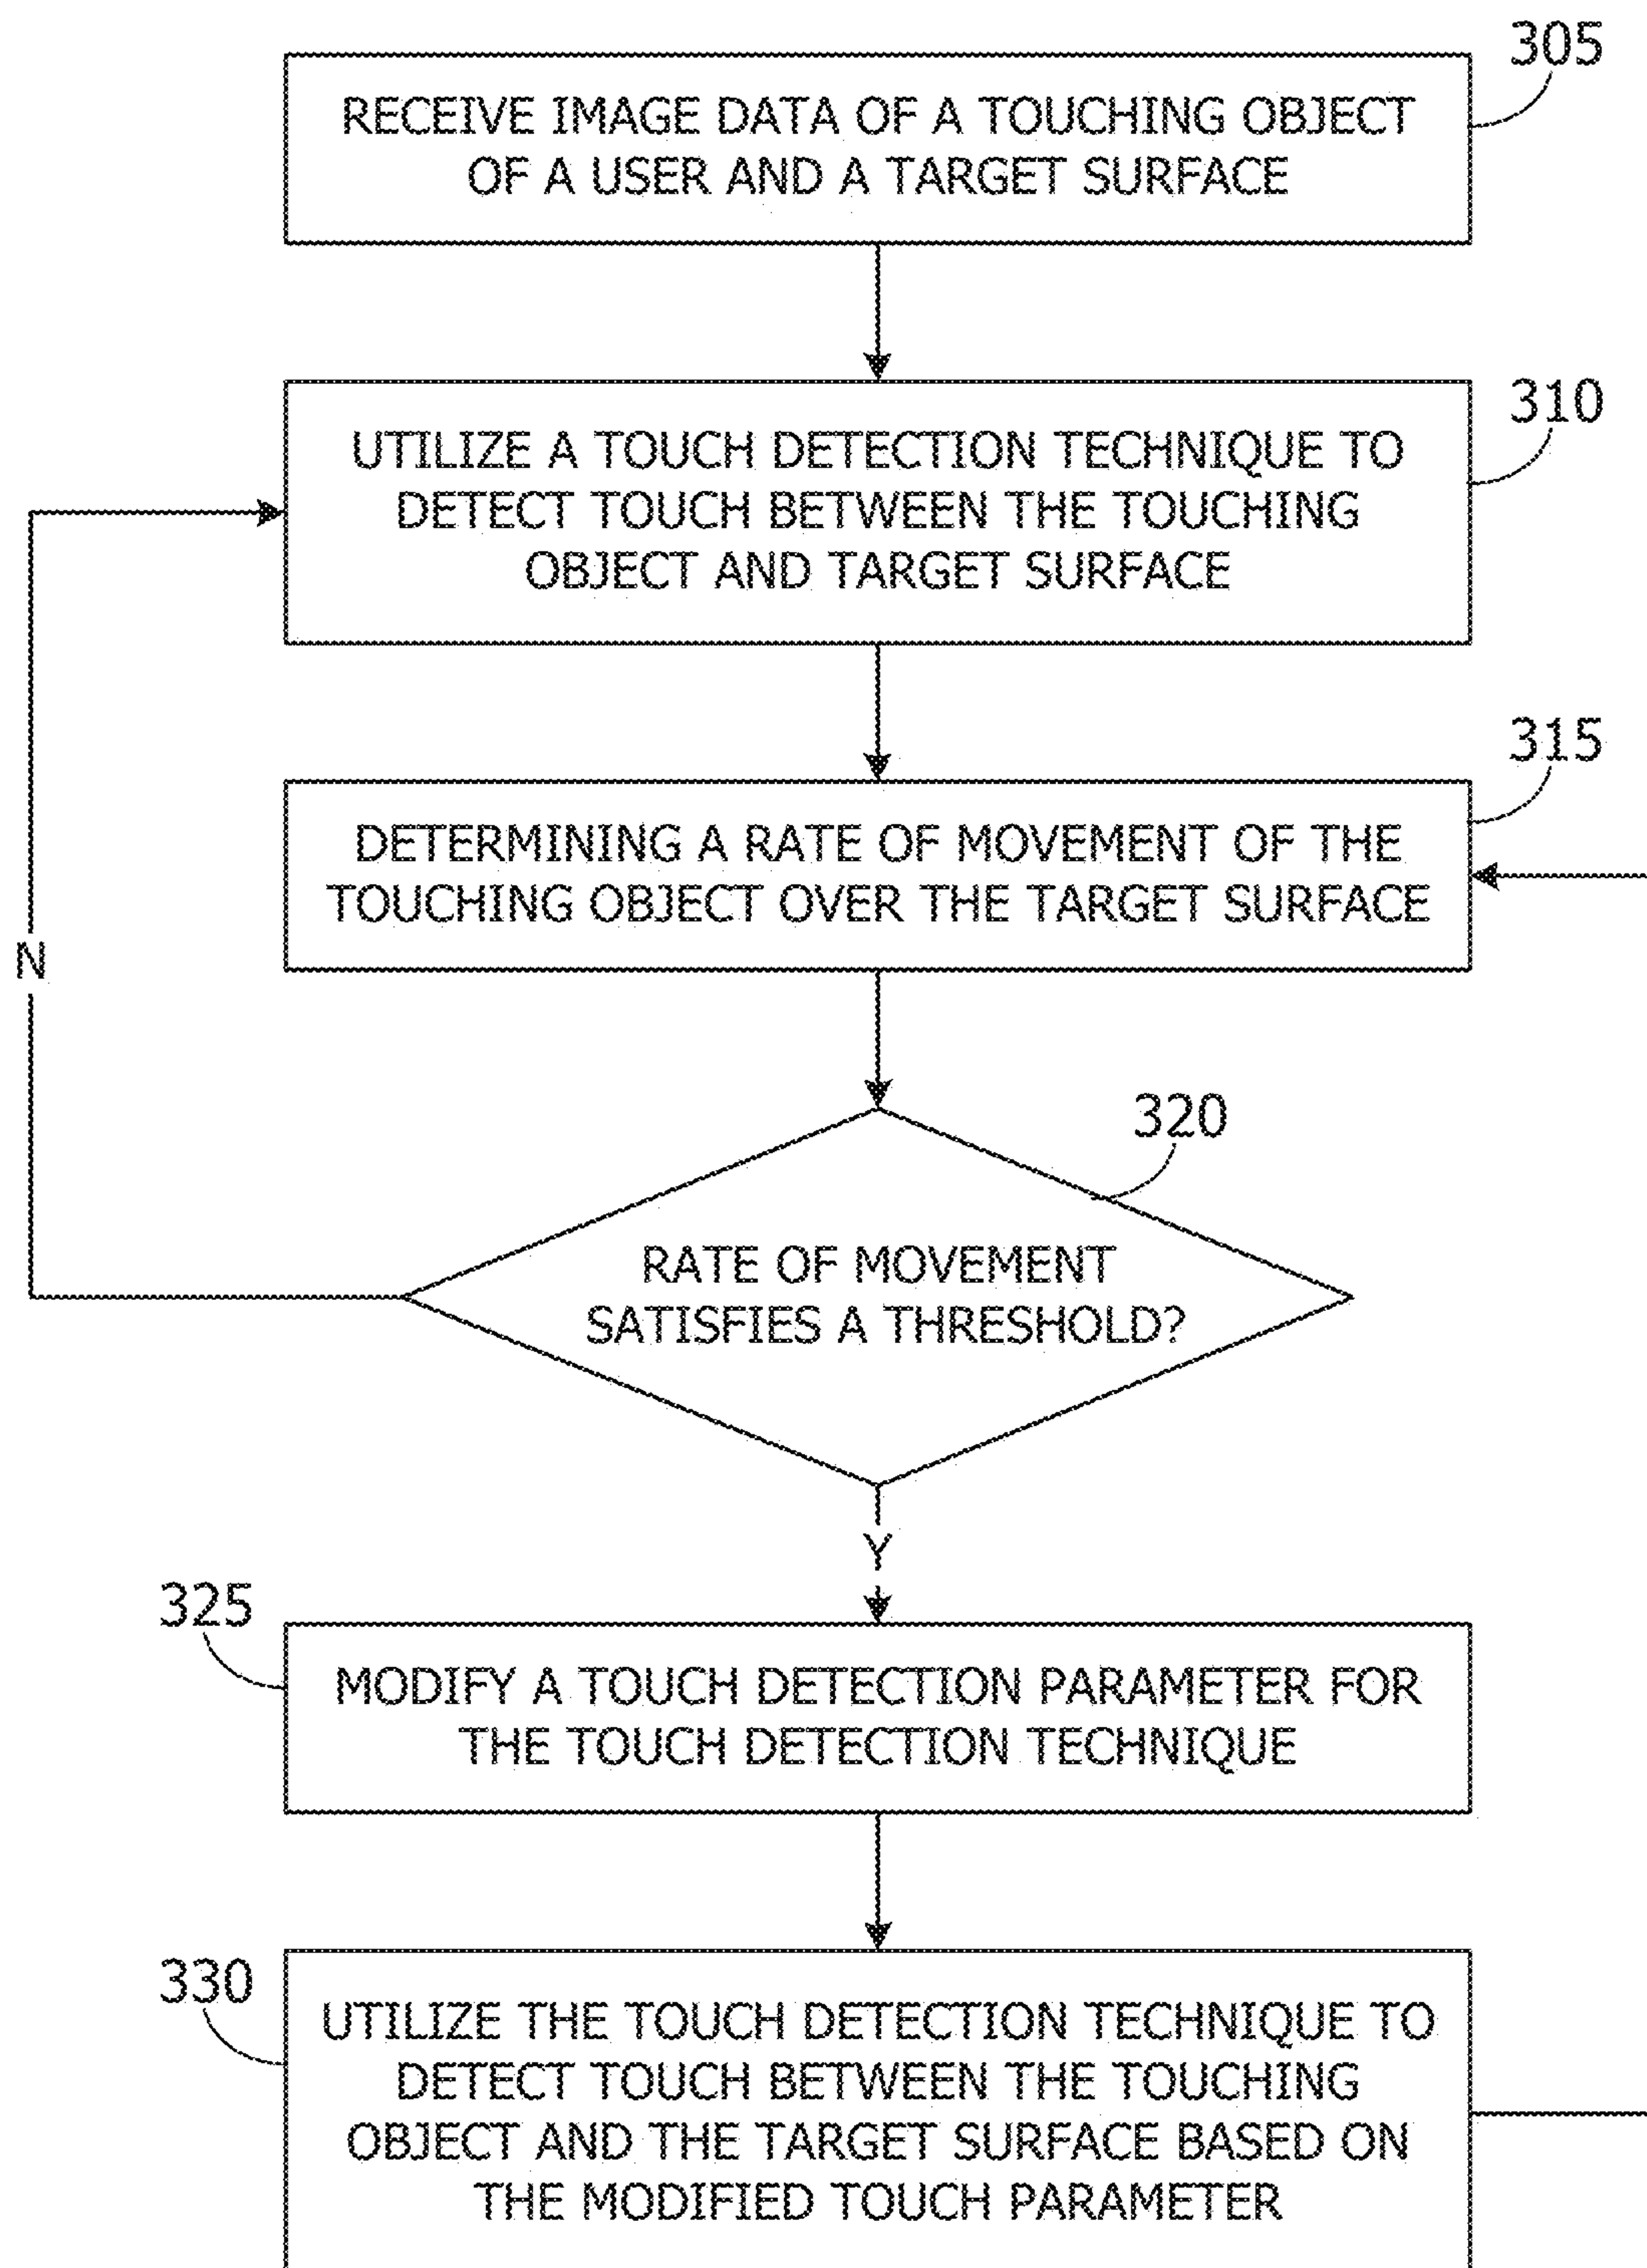 305
RECEIVE IMAGE DATA OF A TOUCHING OBJECT
OF A USER AND A TARGET SURFACE
310
UTILIZE A TOUCH DETECTION TECHNIQUE TO
DETECT TOUCH BETWEEN THE TOUCHING
OBJECT AND TARGET SURFACE
315
DETERMINING A RATE OF MOVEMENT OF THE
TOUCHING OBJECT OVER THE TARGET SURFACE
N
320
RATE OF MOVEMENT
SATISFIES A THRESHOLD?
Y
325
MODIFY A TOUCH DETECTION PARAMETER FOR
THE TOUCH DETECTION TECHNIQUE
330
UTILIZE THE TOUCH DETECTION TECHNIQUE TO
DETECT TOUCH BETWEEN THE TOUCHING
OBJECT AND THE TARGET SURFACE BASED ON
THE MODIFIED TOUCH PARAMETER